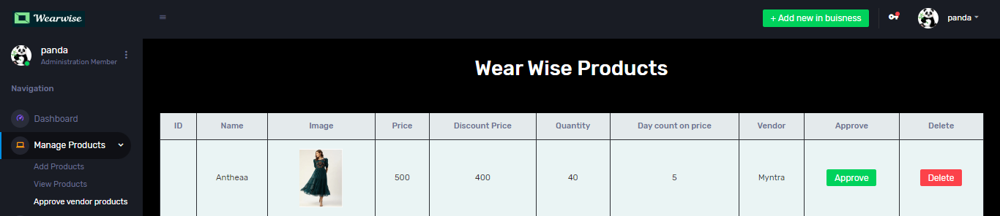 Wearwise
+ Add new in buisness
panda
panda
Administration Member
Navigation
Dashboard
Manage Products
Add Products
View Products
Approve vendor products
Wear Wise Products
ID Name Image Price Discount Price Quantity Day count on price Vendor Approve Delete
Antheaa 500 400 40 5 Myntra Approve Delete